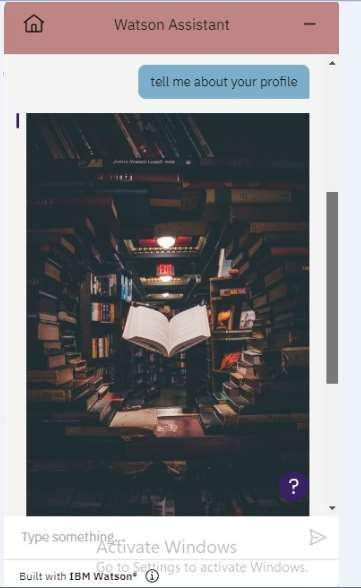 Watson Assistant
tell me about your profile
EXIT
?
Type something...
Activate Windows
Go to Settings to activate Windows.
Built with IBM Watson®